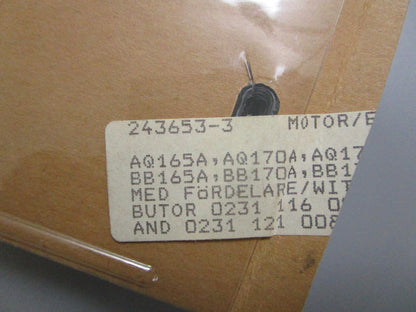 243653-3 MOTOR/E
AQ165A,AQ170A,AQ17
BB165A,BB170A,BB1
MED FöRDELARE/WIT
BUTOR 0231 116 0
AND 0231 121 008